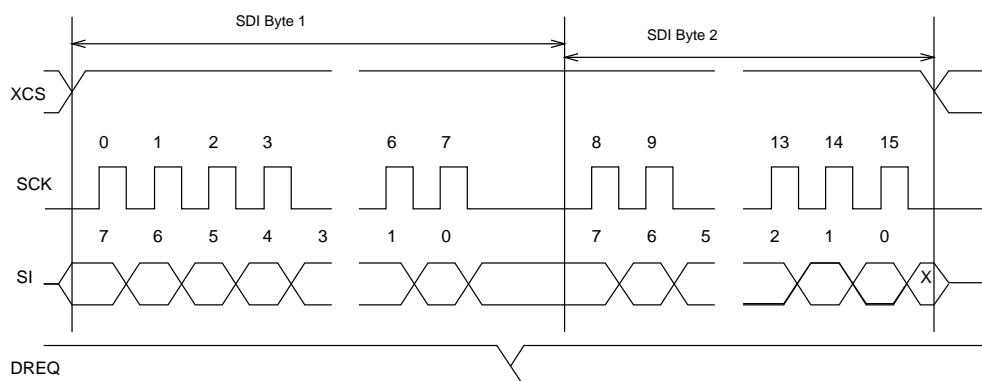 SDI Byte 1
SDI Byte 2
XCS
0 1 2 3 6 7 8 9 13 14 15
SCK
7 6 5 4 3 1 0 7 6 5 2 1 0
SI X
DREQ